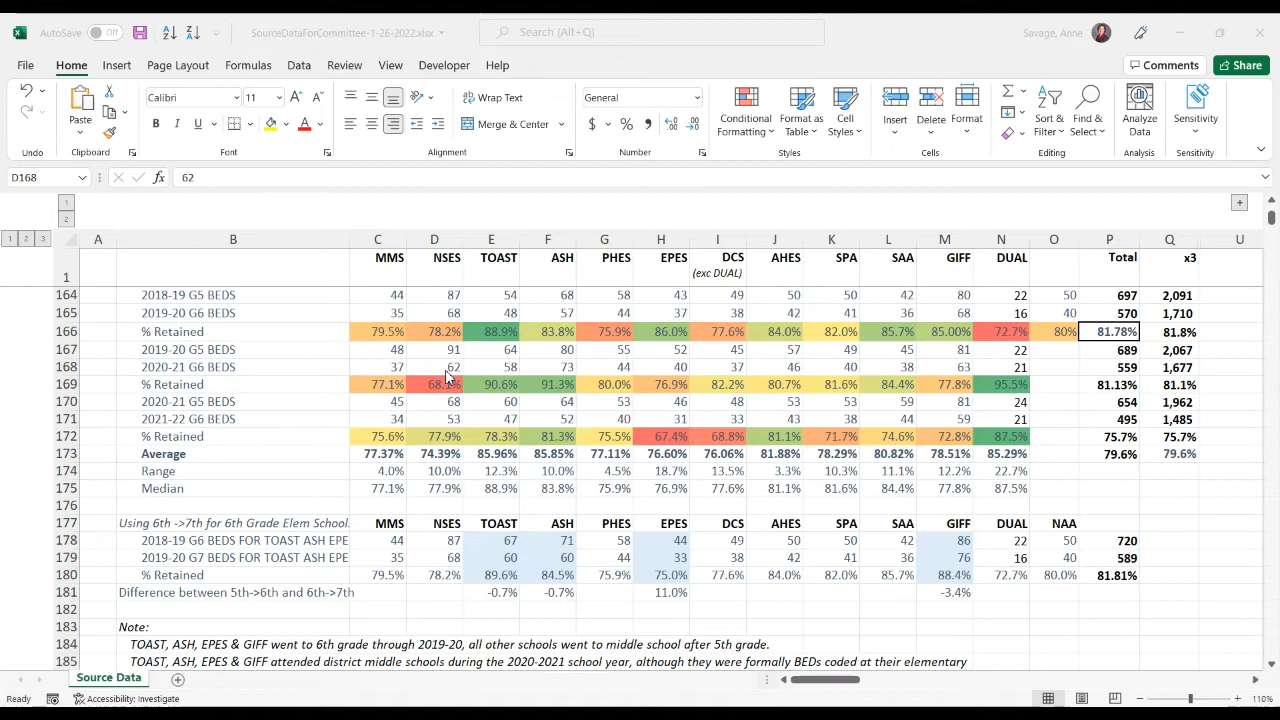 AutoSave Off SourceDataForCommittee-1-26-2022.xlsx Search (Alt+Q) Savage, Anne
File Home Insert Page Layout Formulas Data Review View Developer Help Comments Share
Calibri 11 Wrap Text General
Paste B I U Merge & Center $ % Conditional Formatting Format as Table Cell Styles Insert Delete Format Sort & Filter Find & Select Analyze Data Sensitivity
Undo Clipboard Font Alignment Number Styles Cells Editing Analysis Sensitivity
D168 fx 62
1
2
1 2 3 A B C D E F G H I J K L M N O P Q U
MMS NSES TOAST ASH PHES EPES DCS AHES SPA SAA GIFF DUAL Total x3
1 (exc DUAL)
164 2018-19 G5 BEDS 44 87 54 68 58 43 49 50 50 42 80 22 50 697 2,091
165 2019-20 G6 BEDS 35 68 48 57 44 37 38 42 41 36 68 16 40 570 1,710
166 % Retained 79.5% 78.2% 88.9% 83.8% 75.9% 86.0% 77.6% 84.0% 82.0% 85.7% 85.00% 72.7% 80% 81.78% 81.8%
167 2019-20 G5 BEDS 48 91 64 80 55 52 45 57 49 45 81 22 689 2,067
168 2020-21 G6 BEDS 37 62 58 73 44 40 37 46 40 38 63 21 559 1,677
169 % Retained 77.1% 68.1% 90.6% 91.3% 80.0% 76.9% 82.2% 80.7% 81.6% 84.4% 77.8% 95.5% 81.13% 81.1%
170 2020-21 G5 BEDS 45 68 60 64 53 46 48 53 53 59 81 24 654 1,962
171 2021-22 G6 BEDS 34 53 47 52 40 31 33 43 38 44 59 21 495 1,485
172 % Retained 75.6% 77.9% 78.3% 81.3% 75.5% 67.4% 68.8% 81.1% 71.7% 74.6% 72.8% 87.5% 75.7% 75.7%
173 Average 77.37% 74.39% 85.96% 85.85% 77.11% 76.60% 76.06% 81.88% 78.29% 80.82% 78.51% 85.29% 79.6% 79.6%
174 Range 4.0% 10.0% 12.3% 10.0% 4.5% 18.7% 13.5% 3.3% 10.3% 11.1% 12.2% 22.7%
175 Median 77.1% 77.9% 88.9% 83.8% 75.9% 76.9% 77.6% 81.1% 81.6% 84.4% 77.8% 87.5%
176
177 Using 6th ->7th for 6th Grade Elem School. MMS NSES TOAST ASH PHES EPES DCS AHES SPA SAA GIFF DUAL NAA
178 2018-19 G6 BEDS FOR TOAST ASH EPE 44 87 67 71 58 44 49 50 50 42 86 22 50 720
179 2019-20 G7 BEDS FOR TOAST ASH EPE 35 68 60 60 44 33 38 42 41 36 76 16 40 589
180 % Retained 79.5% 78.2% 89.6% 84.5% 75.9% 75.0% 77.6% 84.0% 82.0% 85.7% 88.4% 72.7% 80.0% 81.81%
181 Difference between 5th->6th and 6th->7th -0.7% -0.7% 11.0% -3.4%
182
183 Note:
184 TOAST, ASH, EPES & GIFF went to 6th grade through 2019-20, all other schools went to middle school after 5th grade.
185 TOAST, ASH, EPES & GIFF attended district middle schools during the 2020-2021 school year, although they were formally BEDs coded at their elementary
Source Data
Ready Accessibility: Investigate 110%